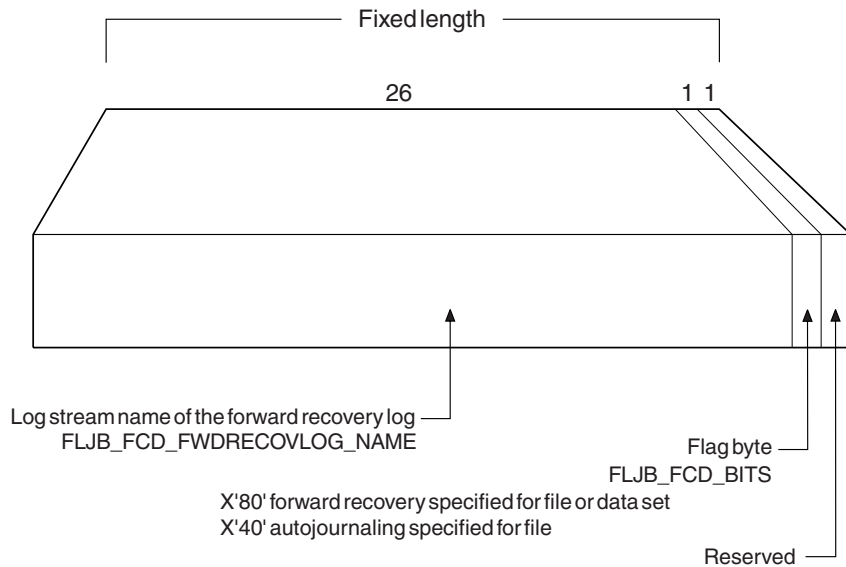 Fixed length
26 1 1
Log stream name of the forward recovery log
FLJB_FCD_FWDRECOVLOG_NAME
Flag byte
FLJB_FCD_BITS
X'80' forward recovery specified for file or data set
X'40' autojournaling specified for file
Reserved